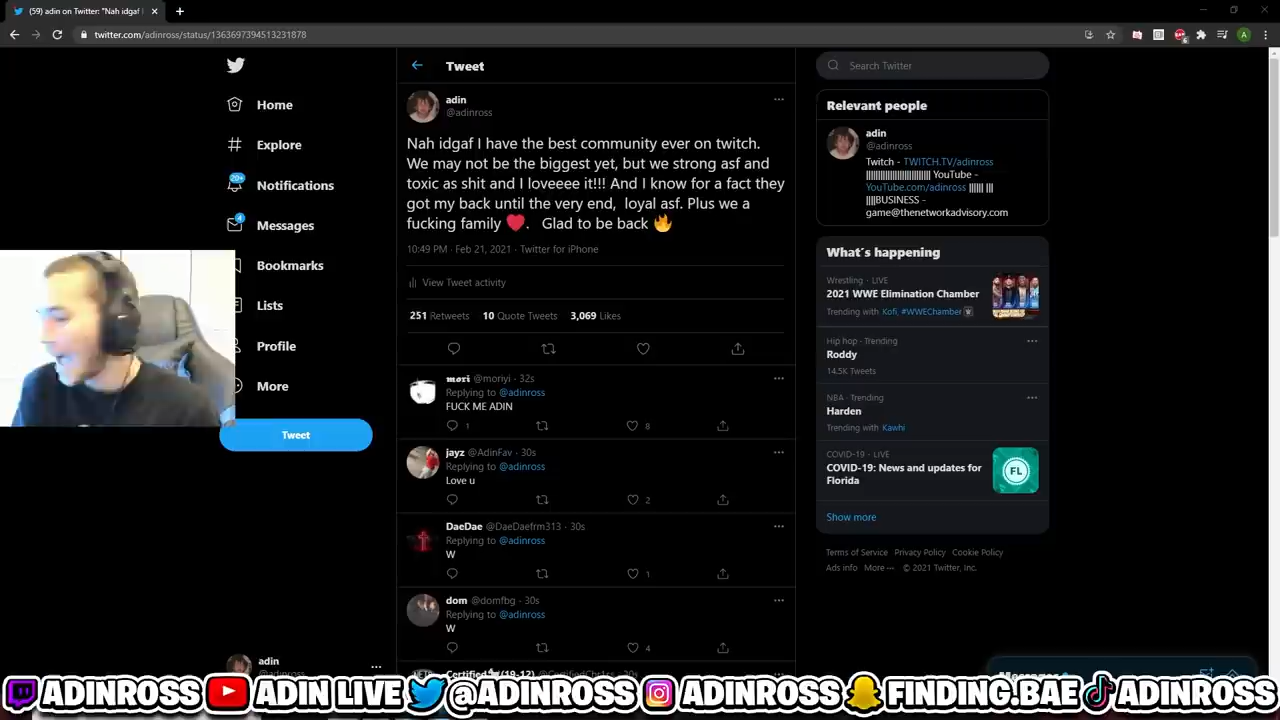 (59) adin on Twitter: "Nah idgaf I
twitter.com/adinross/status/1363697394513231878
Home
Explore
20+
Notifications
4
Messages
Bookmarks
Lists
Profile
More
Tweet
adin
Tweet
adin
@adinross
Nah idgaf I have the best community ever on twitch.
We may not be the biggest yet, but we strong asf and
toxic as shit and I loveeee it!!! And I know for a fact they
got my back until the very end, loyal asf. Plus we a
fucking family ❤️. Glad to be back 🔥
10:49 PM · Feb 21, 2021 · Twitter for iPhone
View Tweet activity
251 Retweets 10 Quote Tweets 3,069 Likes
mori @moriyi · 32s
Replying to @adinross
FUCK ME ADIN
1 8
jayz @AdinFav · 30s
Replying to @adinross
Love u
2
DaeDae @DaeDaefrm313 · 30s
Replying to @adinross
W
1
dom @domfbg · 30s
Replying to @adinross
W
4
Search Twitter
Relevant people
adin
@adinross
Twitch - TWITCH.TV/adinross
|||||||||||||||||||||||| YouTube -
YouTube.com/adinross |||||| |||
||||BUSINESS -
game@thenetworkadvisory.com
What's happening
Wrestling · LIVE
2021 WWE Elimination Chamber
Trending with Kofi, #WWEChamber
Hip hop · Trending
Roddy
14.5K Tweets
NBA · Trending
Harden
Trending with Kawhi
COVID-19 · LIVE
COVID-19: News and updates for
Florida
FL
Show more
Terms of Service Privacy Policy Cookie Policy
Ads info More ··· © 2021 Twitter, Inc.
ADINROSS ADIN LIVE @ADINROSS ADINROSS FINDING.BAE ADINROSS